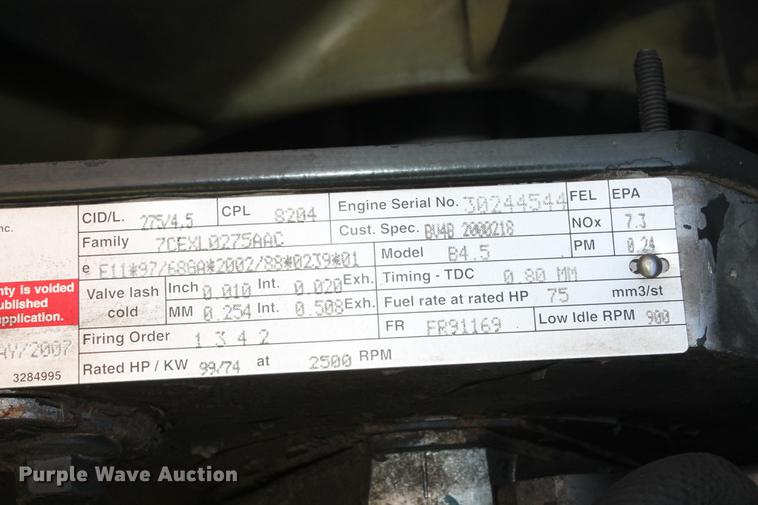 nc.
CID/L. 275/4.5 CPL 8204 Engine Serial No. 30244544 FEL EPA
Family 7CEXL0275AAC Cust. Spec. BU4B 2000218 NOx 7.3
e E11*97/68GA*2002/88*0239*01 Model B4.5 PM 0.24
nty is voided
ublished
pplication.
Valve lash cold Inch 0.010 Int. 0.020 Exh. Timing - TDC 0.80 MM
MM 0.254 Int. 0.508 Exh. Fuel rate at rated HP 75 mm3/st
AY/2007 Firing Order 1 3 4 2 FR FR91169 Low Idle RPM 900
3284995 Rated HP / KW 99/74 at 2500 RPM
Purple Wave Auction